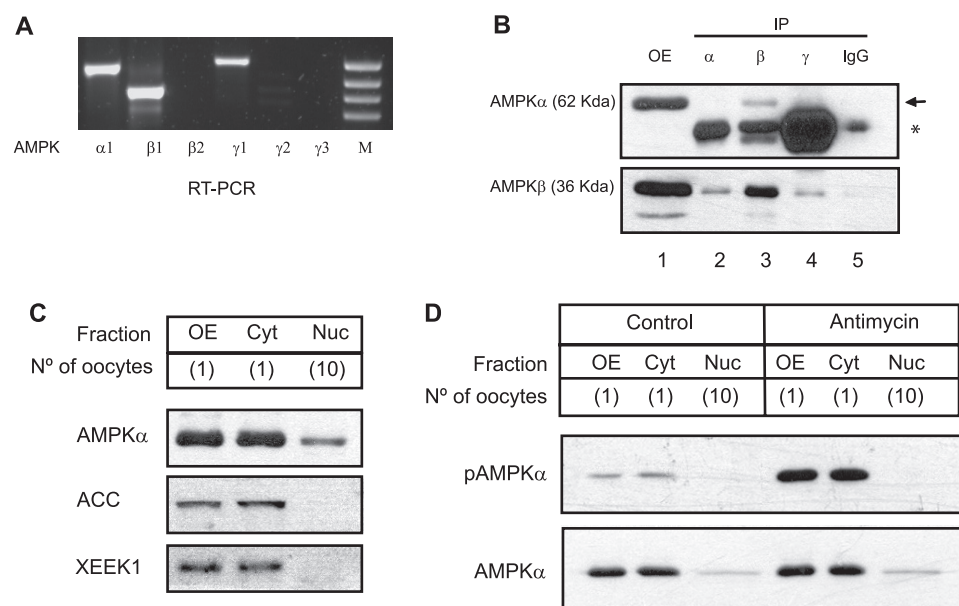 A
AMPK α1 β1 β2 γ1 γ2 γ3 M
RT-PCR
B
IP
OE α β γ IgG
AMPKα (62 Kda)
*
AMPKβ (36 Kda)
1 2 3 4 5
C
Fraction OE Cyt Nuc
Nº of oocytes (1) (1) (10)
AMPKα
ACC
XEEK1
D
Control Antimycin
Fraction OE Cyt Nuc OE Cyt Nuc
Nº of oocytes (1) (1) (10) (1) (1) (10)
pAMPKα
AMPKα